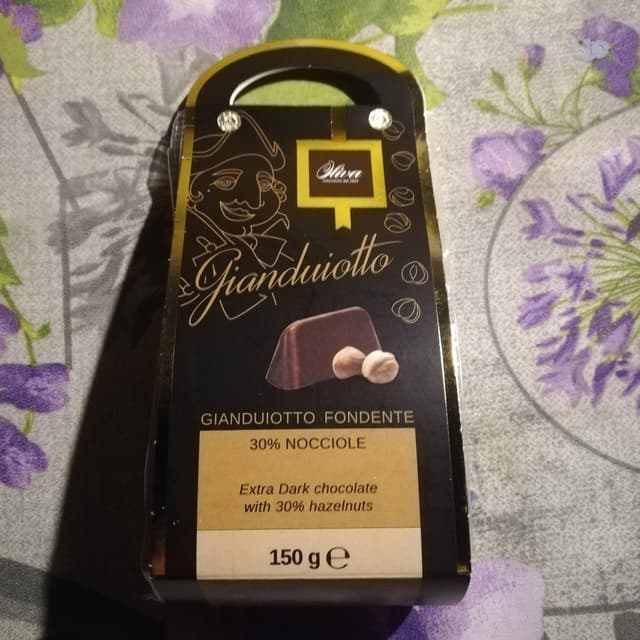 Oliva
Gianduiotto
GIANDUIOTTO FONDENTE
30% NOCCIOLE
Extra Dark chocolate
with 30% hazelnuts
150 g ℮